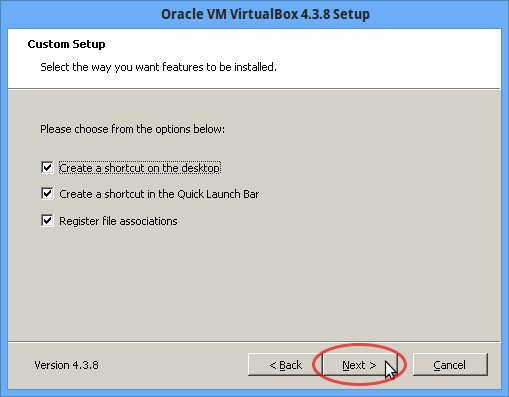 Oracle VM VirtualBox 4.3.8 Setup
Custom Setup
Select the way you want features to be installed.
Please choose from the options below:
Create a shortcut on the desktop
Create a shortcut in the Quick Launch Bar
Register file associations
Version 4.3.8
< Back
Next >
Cancel